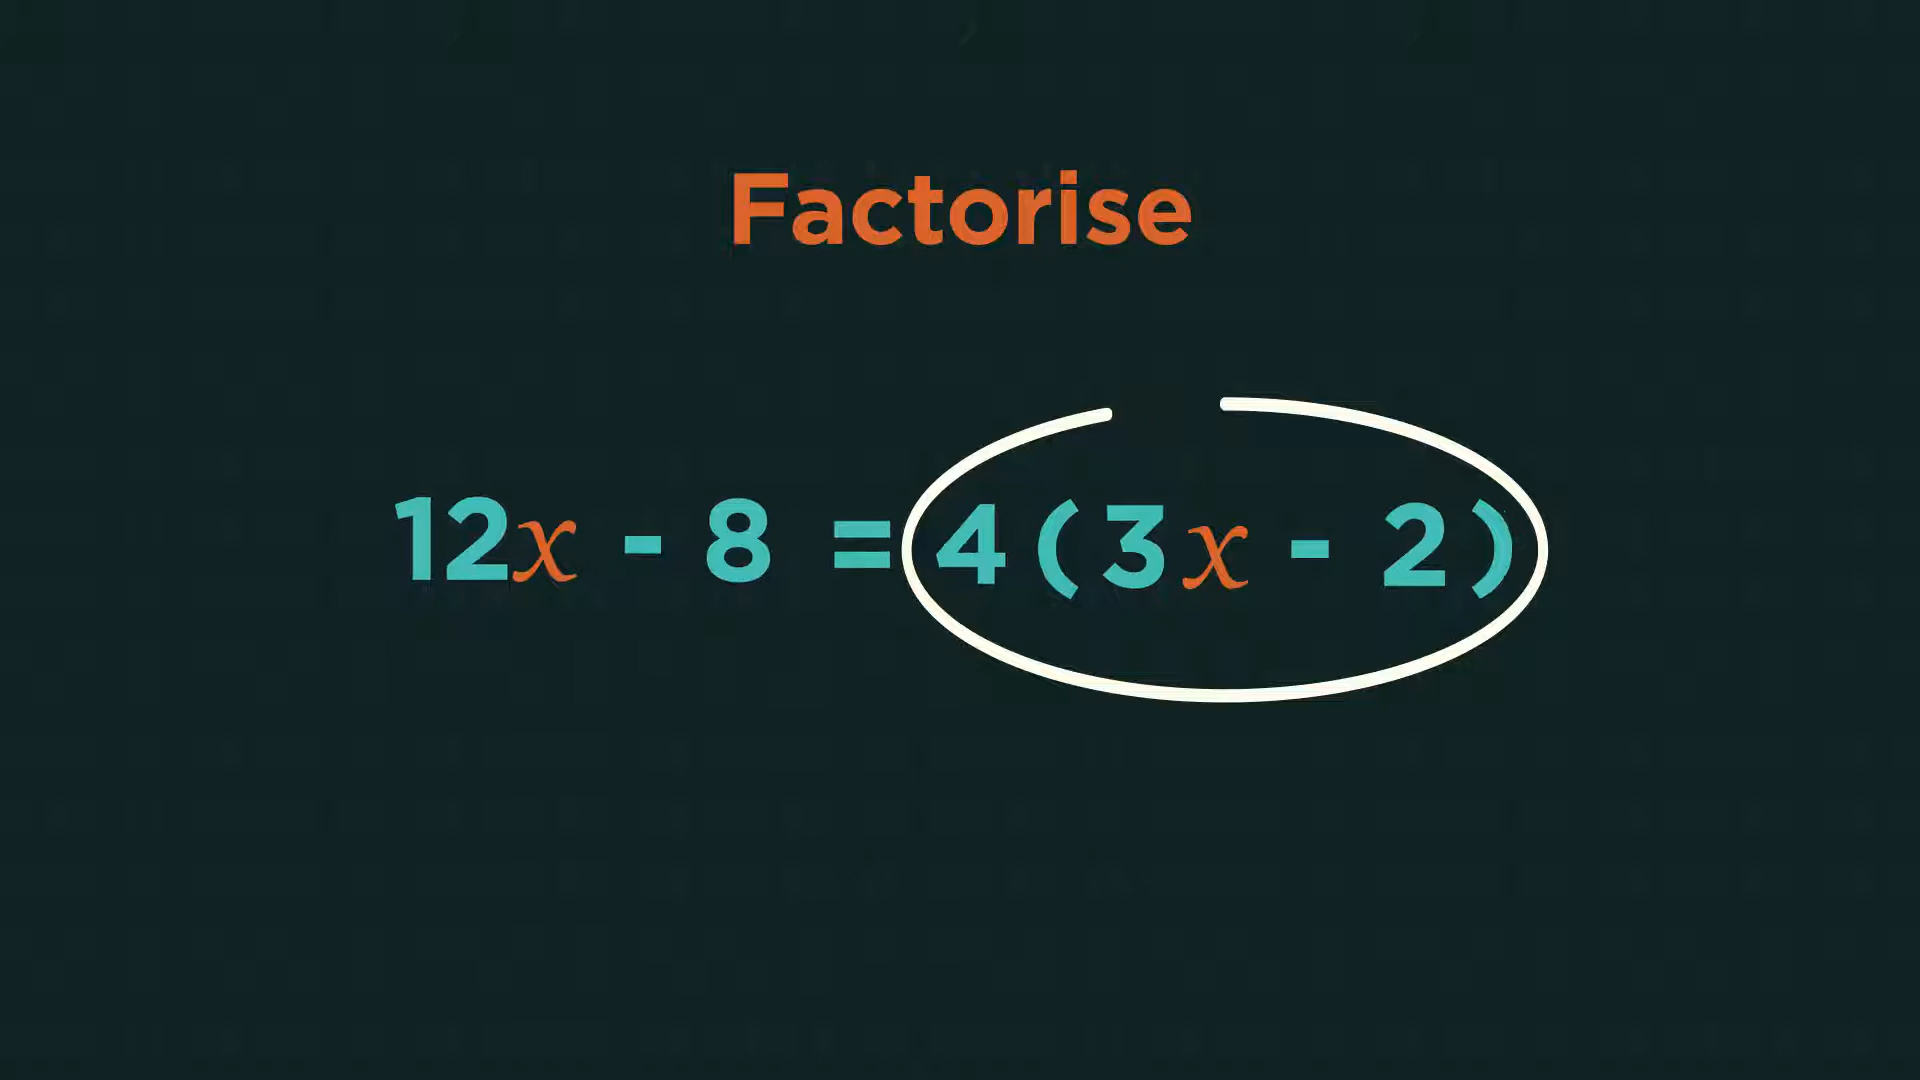 Factorise
12x - 8 = 4(3x - 2)